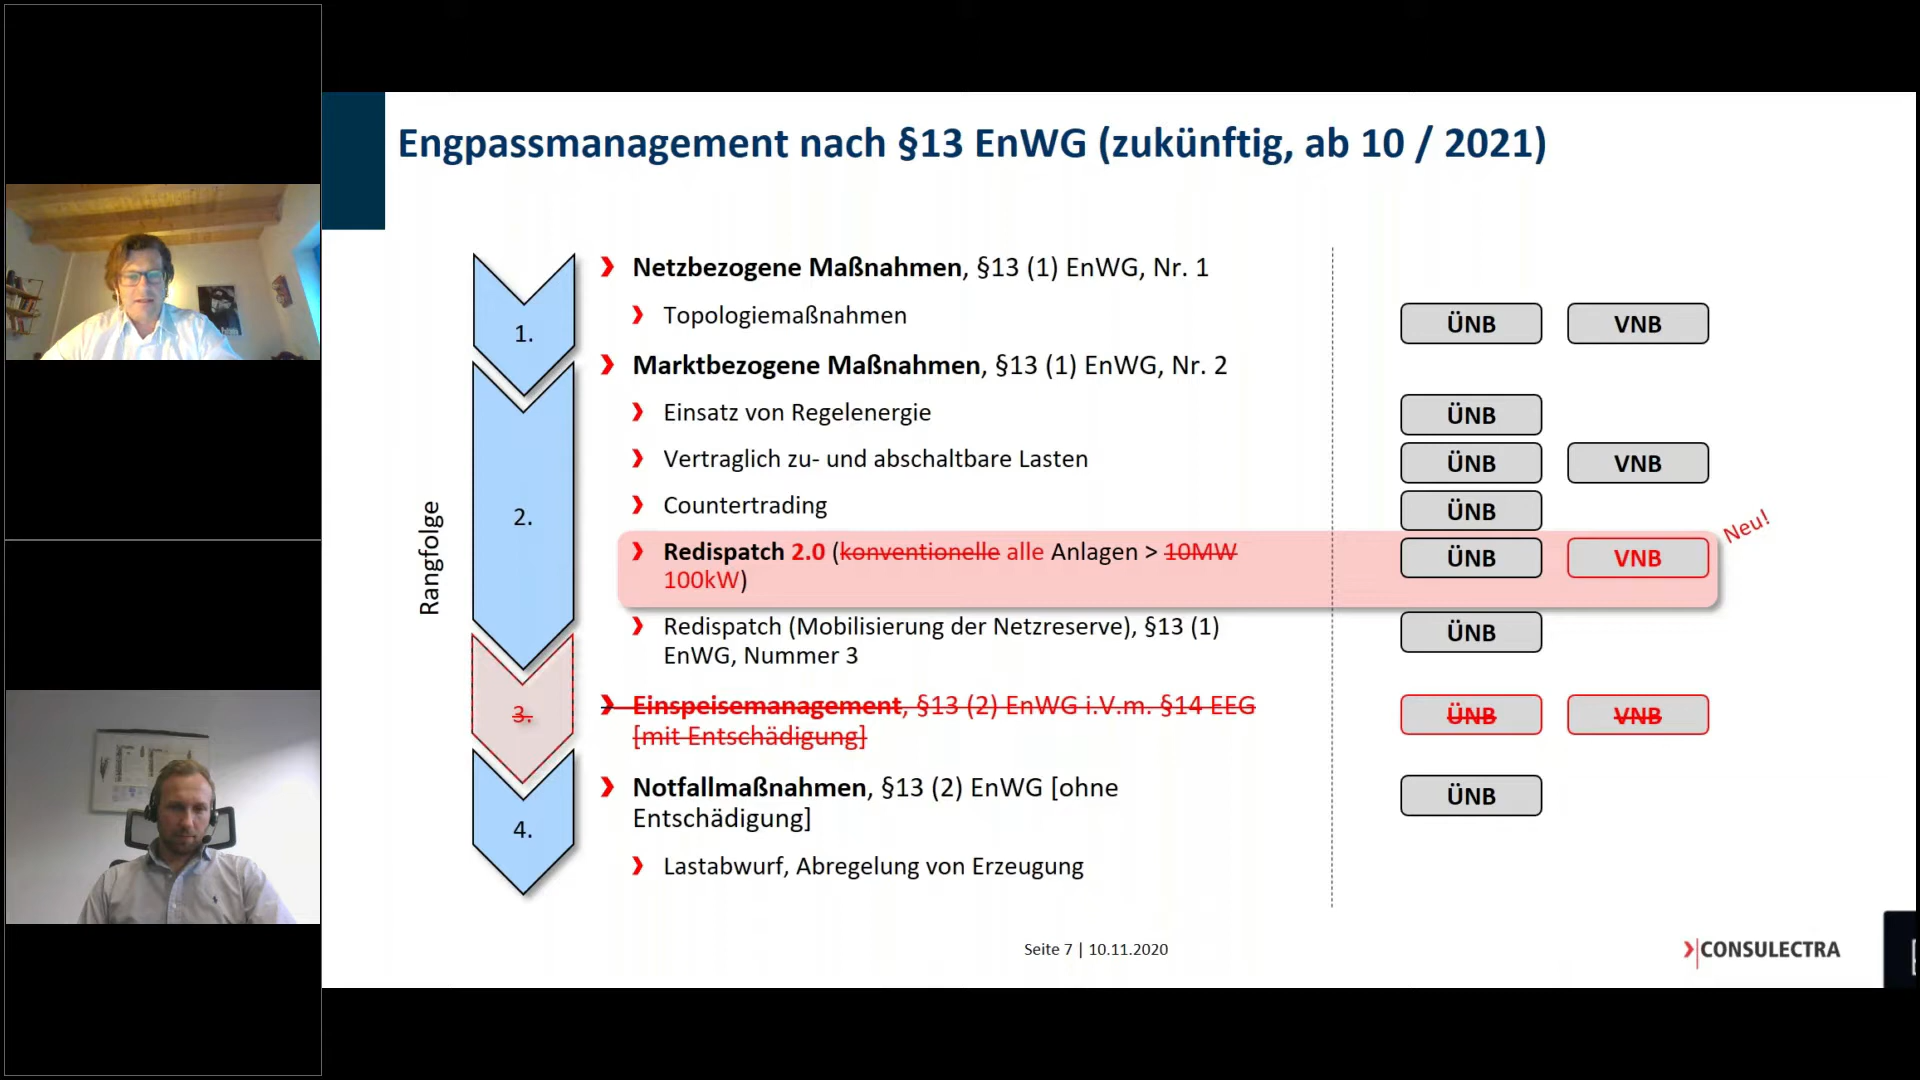 Engpassmanagement nach §13 EnWG (zukünftig, ab 10 / 2021)
Rangfolge
1.
Netzbezogene Maßnahmen, §13 (1) EnWG, Nr. 1
Topologiemaßnahmen
ÜNB VNB
2.
Marktbezogene Maßnahmen, §13 (1) EnWG, Nr. 2
Einsatz von Regelenergie
ÜNB
Vertraglich zu- und abschaltbare Lasten
ÜNB VNB
Countertrading
ÜNB
Redispatch 2.0 (konventionelle alle Anlagen > 10MW
100kW)
ÜNB VNB
Neu!
Redispatch (Mobilisierung der Netzreserve), §13 (1)
EnWG, Nummer 3
ÜNB
3.
Einspeisemanagement, §13 (2) EnWG i.V.m. §14 EEG
[mit Entschädigung]
ÜNB VNB
4.
Notfallmaßnahmen, §13 (2) EnWG [ohne
Entschädigung]
ÜNB
Lastabwurf, Abregelung von Erzeugung
Seite 7 | 10.11.2020
CONSULECTRA